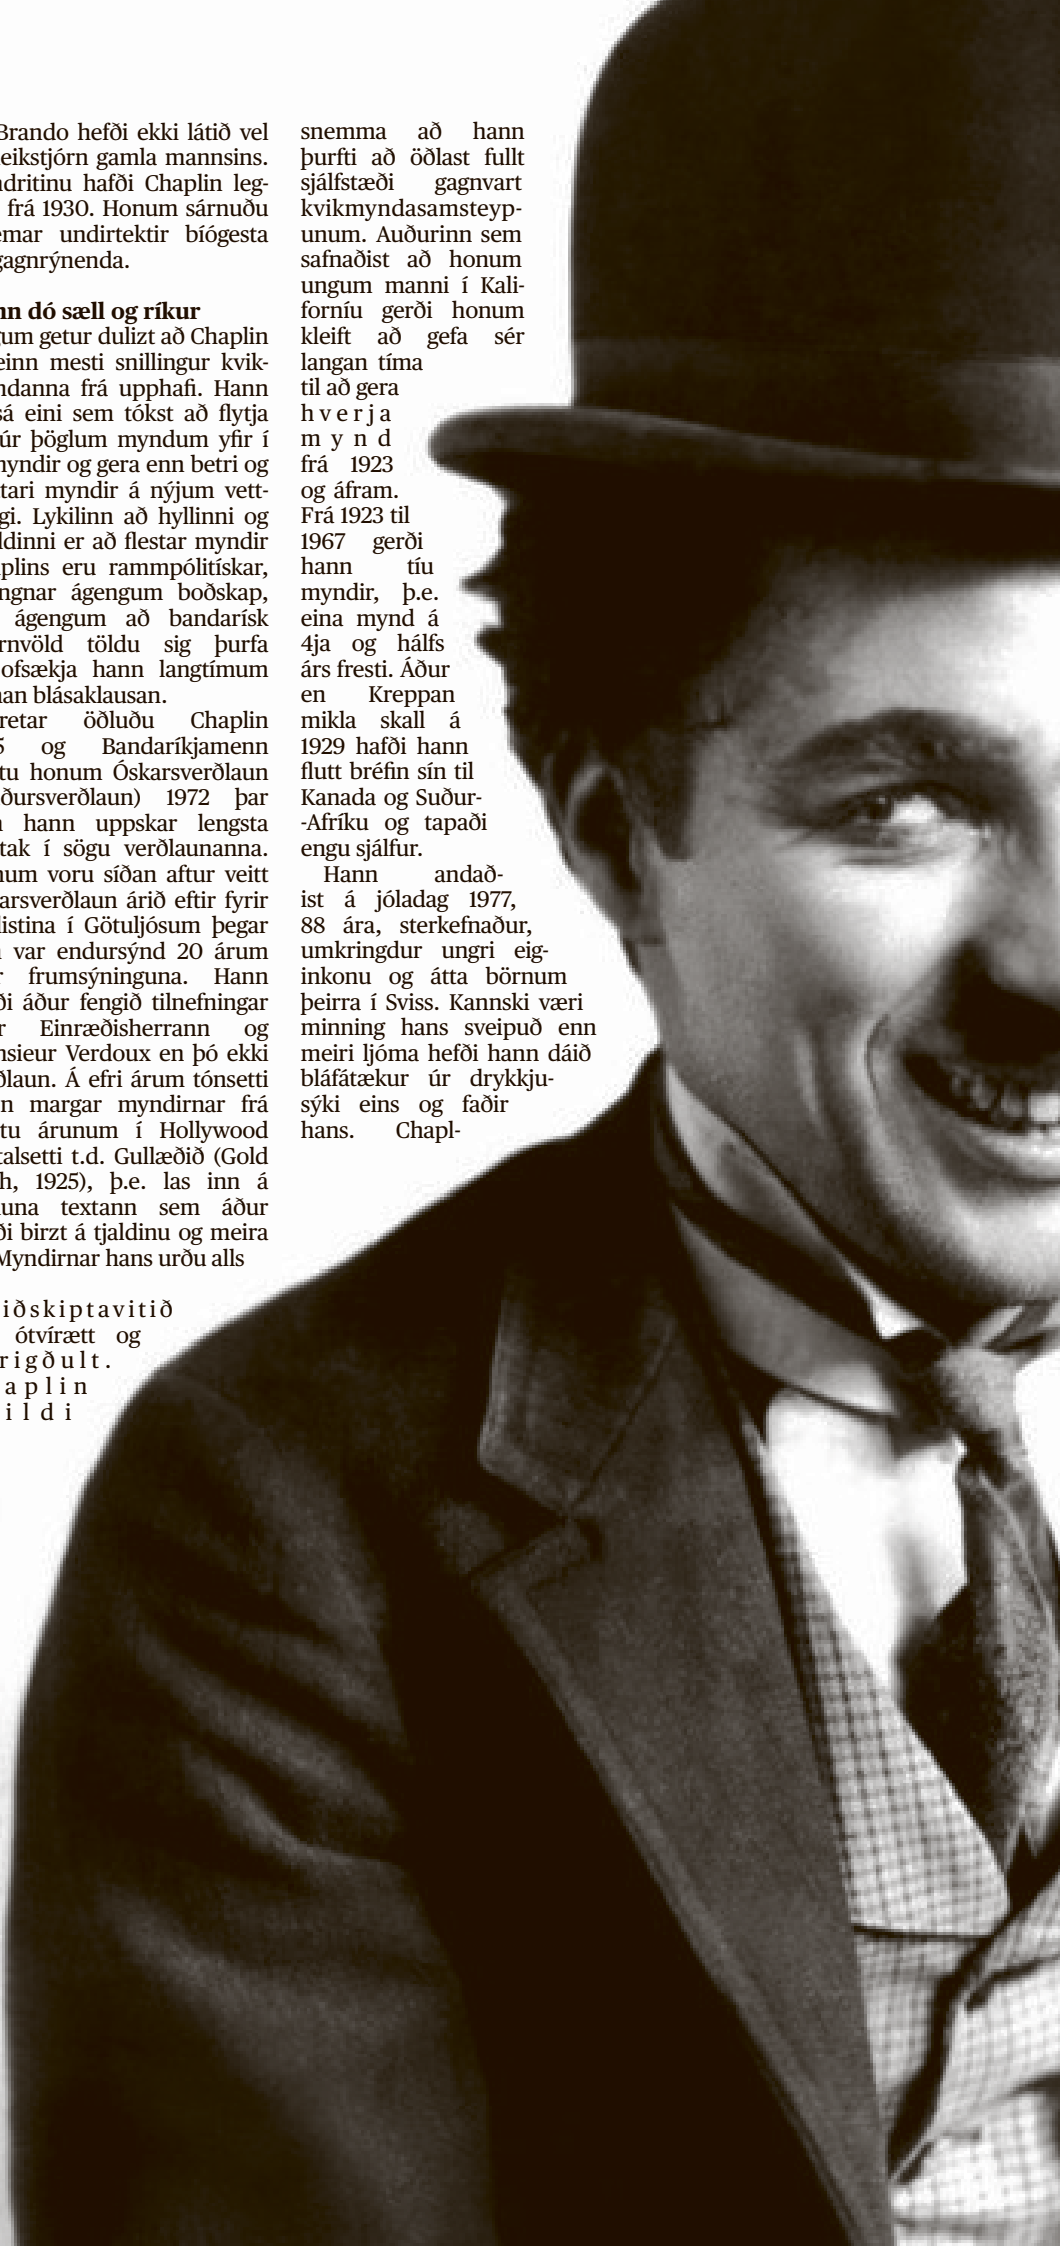 Brando hefði ekki látið vel
eikstjórn gamla mannsins.
dritinu hafði Chaplin leg-
frá 1930. Honum sárnuðu
emar undirtektir bíógesta
gagnrýnenda.
nn dó sæll og ríkur
gum getur dulizt að Chaplin
einn mesti snillingur kvik-
ndanna frá upphafi. Hann
sá eini sem tókst að flytja
úr þöglum myndum yfir í
myndir og gera enn betri og
tari myndir á nýjum vett-
gi. Lykilinn að hyllinni og
ldinni er að flestar myndir
plins eru rammpólitískar,
ngnar ágengum boðskap,
ágengum að bandarísk
rnvöld töldu sig þurfa
ofsækja hann langtímum
nan blásaklausan.
retar öðluðu Chaplin
5 og Bandaríkjamenn
tu honum Óskarsverðlaun
ðursverðlaun) 1972 þar
hann uppskar lengsta
tak í sögu verðlaunanna.
num voru síðan aftur veitt
arsverðlaun árið eftir fyrir
listina í Götuljósum þegar
var endursýnd 20 árum
r frumsýninguna. Hann
ði áður fengið tilnefningar
r Einræðisherrann og
nsieur Verdoux en þó ekki
ðlaun. Á efri árum tónsetti
n margar myndirnar frá
tu árunum í Hollywood
talsetti t.d. Gullæðið (Gold
h, 1925), þ.e. las inn á
una textann sem áður
ði birzt á tjaldinu og meira
Myndirnar hans urðu alls
iðskiptavitið
ótvírætt og
rigðult.
aplin
ildi
snemma að hann
þurfti að öðlast fullt
sjálfstæði gagnvart
kvikmyndasamsteyp-
unum. Auðurinn sem
safnaðist að honum
ungum manni í Kali-
forníu gerði honum
kleift að gefa sér
langan tíma
til að gera
hverja
mynd
frá 1923
og áfram.
Frá 1923 til
1967 gerði
hann tíu
myndir, þ.e.
eina mynd á
4ja og hálfs
árs fresti. Áður
en Kreppan
mikla skall á
1929 hafði hann
flutt bréfin sín til
Kanada og Suður-
-Afríku og tapaði
engu sjálfur.
Hann andað-
ist á jóladag 1977,
88 ára, sterkefnaður,
umkringdur ungri eig-
inkonu og átta börnum
þeirra í Sviss. Kannski væri
minning hans sveipuð enn
meiri ljóma hefði hann dáið
bláfátækur úr drykkju-
sýki eins og faðir
hans. Chapl-